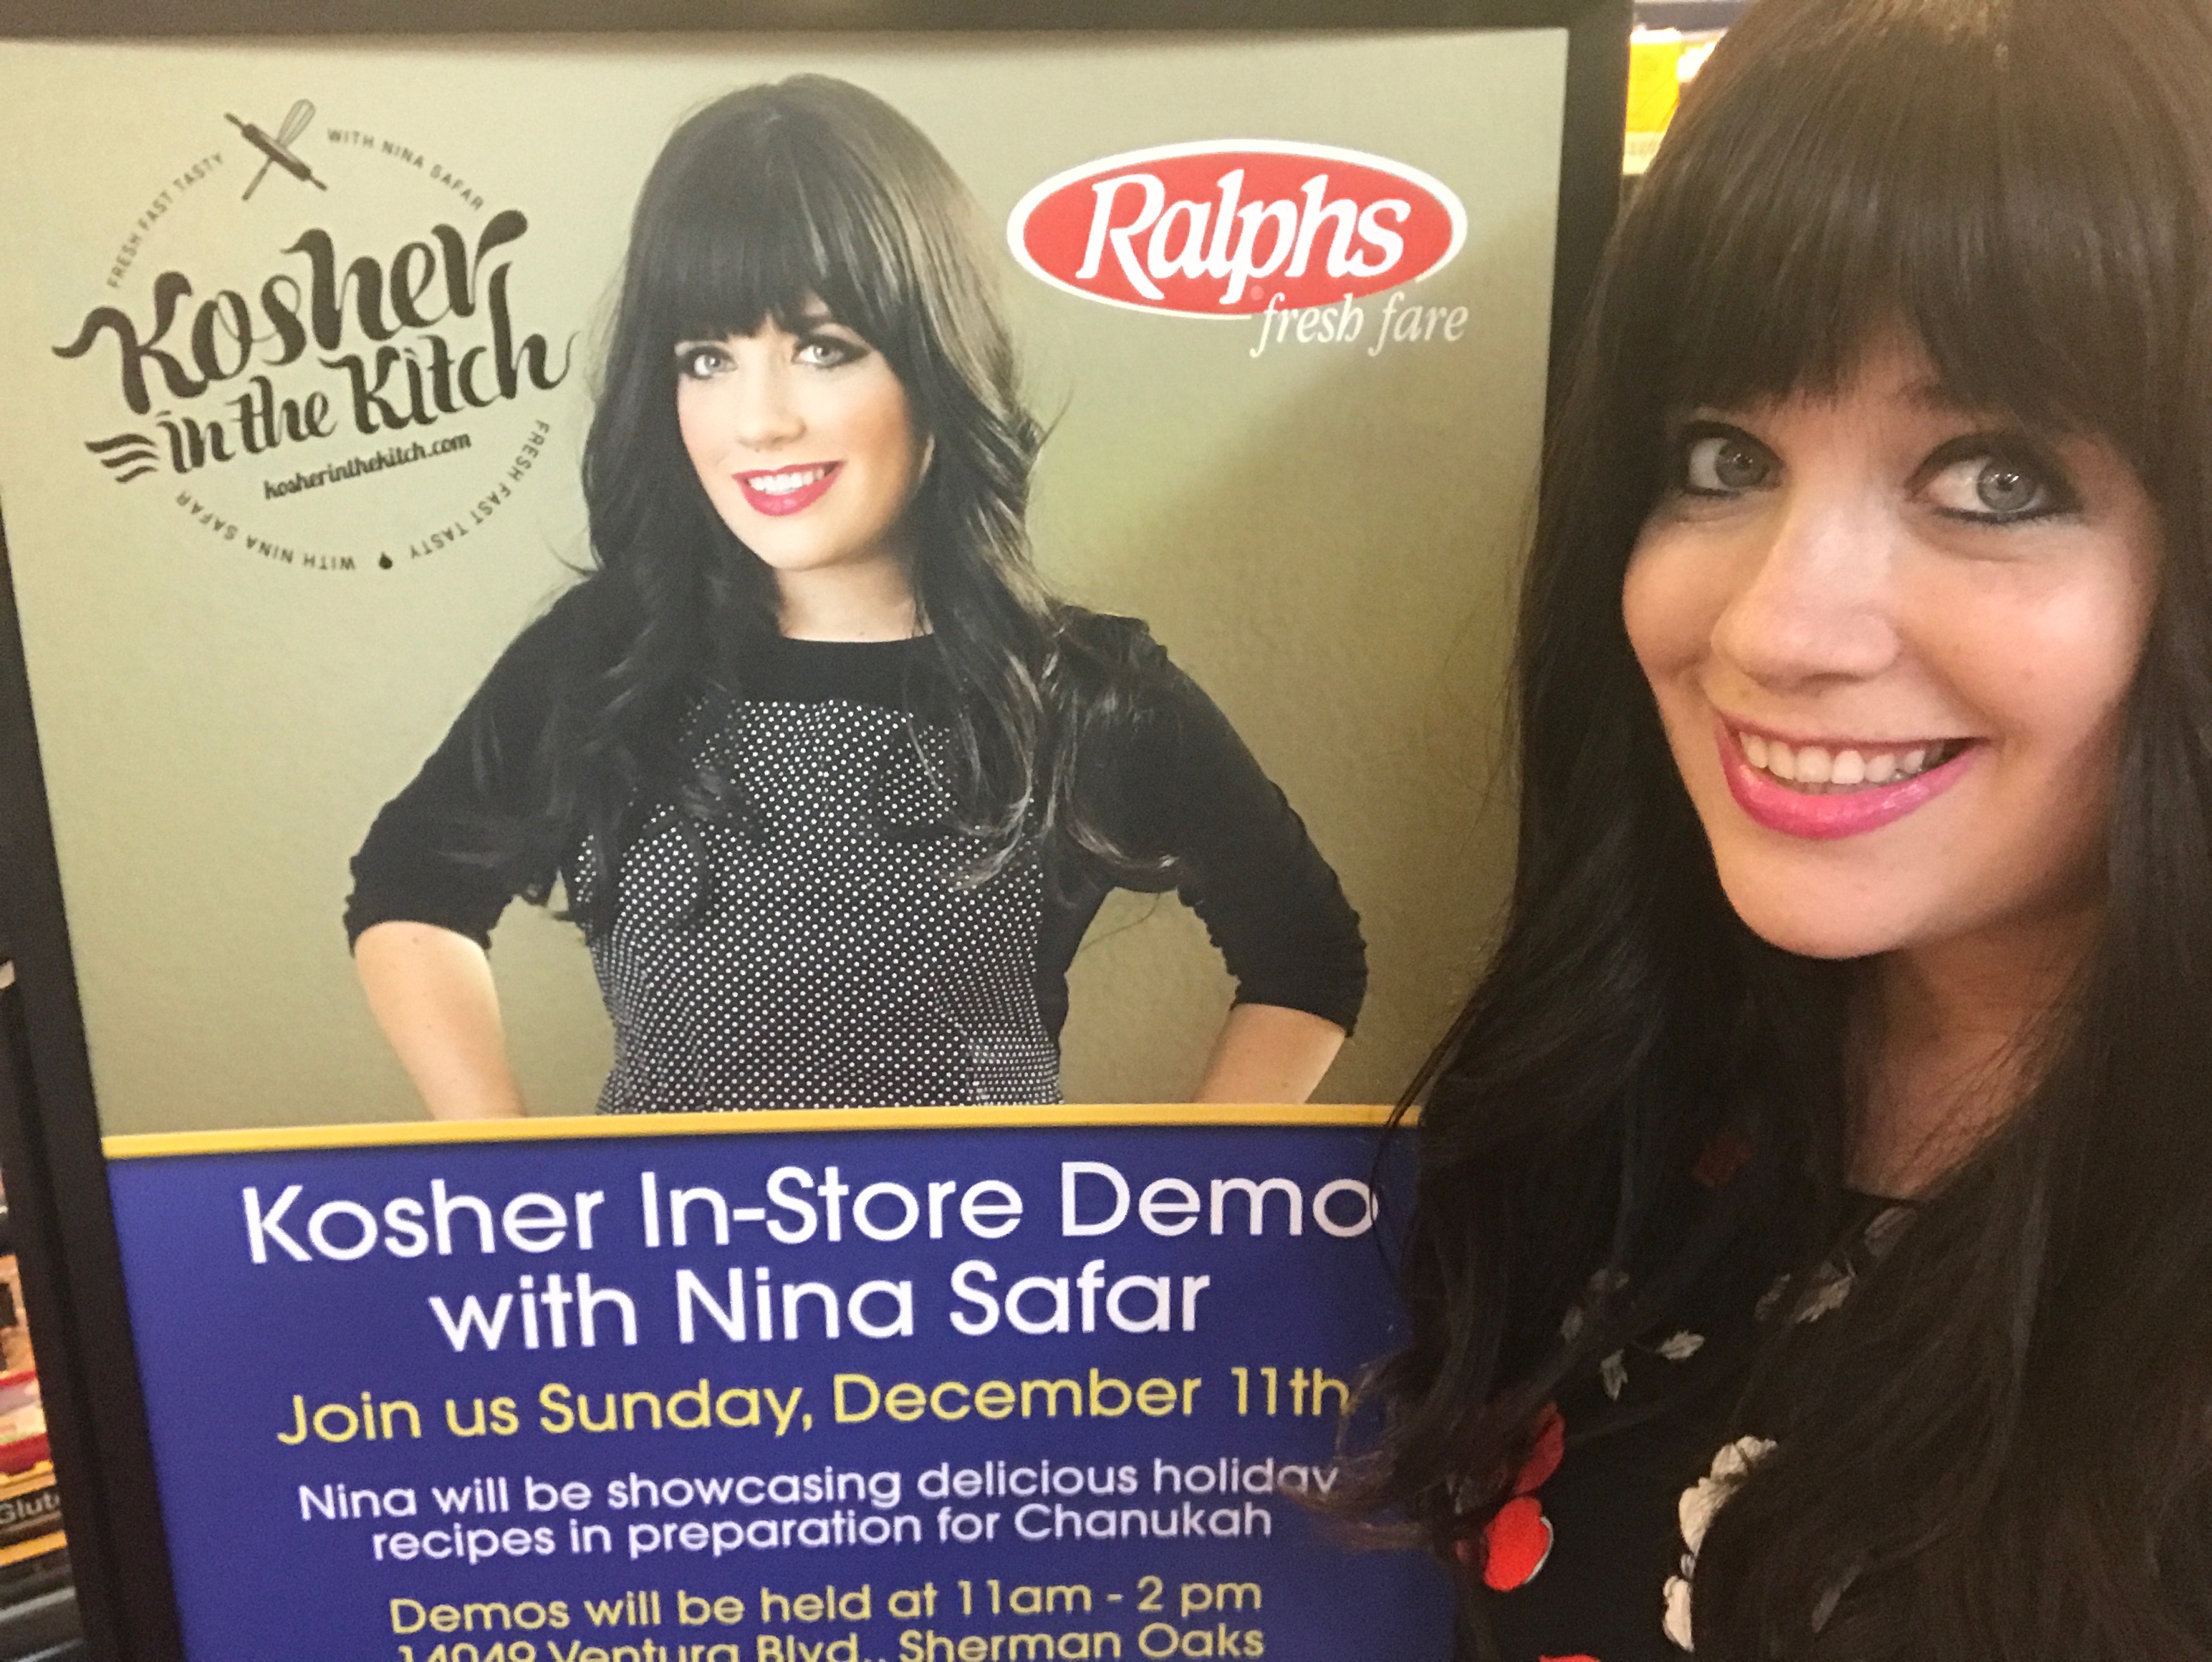 FRESH FAST TASTY
WITH NINA SAFAR
Kosher
in the Kitch
kosherinthekitch.com
WITH NINA SAFAR
FRESH FAST TASTY
Ralphs
fresh fare
Kosher In-Store Demo
with Nina Safar
Join us Sunday, December 11th
Nina will be showcasing delicious holiday
recipes in preparation for Chanukah
Demos will be held at 11am - 2 pm
14049 Ventura Blvd., Sherman Oaks